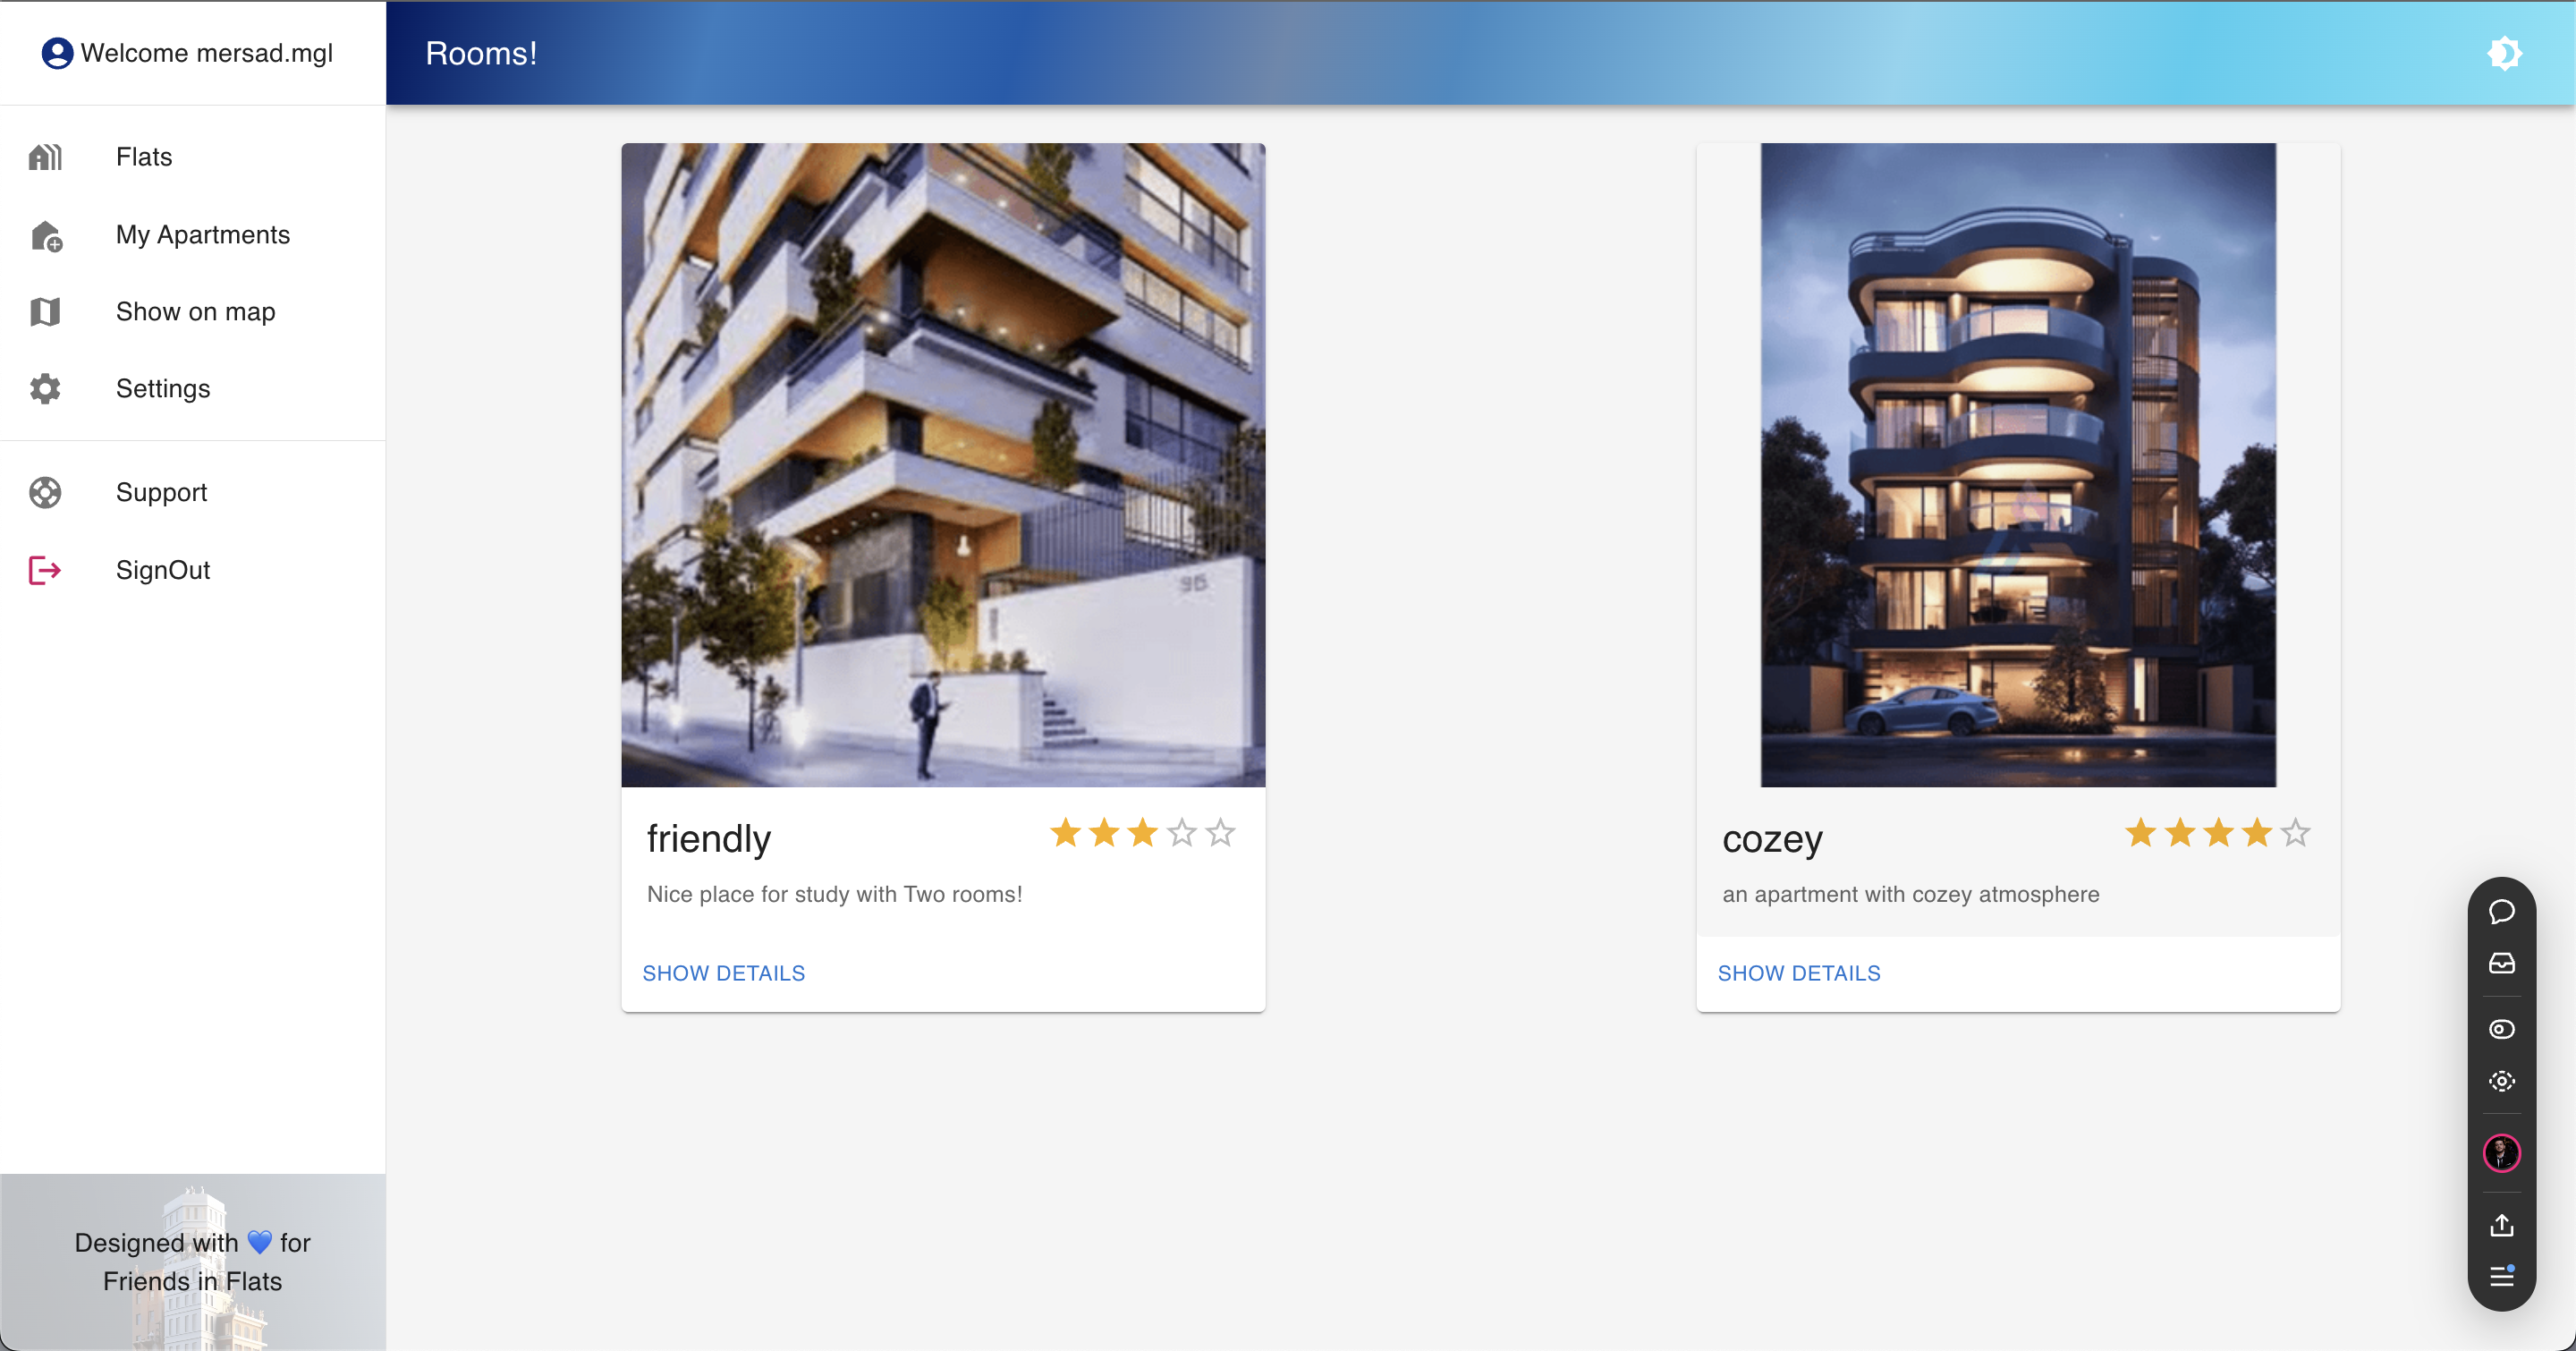 Welcome mersad.mgl
Rooms!
Flats
My Apartments
Show on map
Settings
Support
SignOut
95
friendly
Nice place for study with Two rooms!
SHOW DETAILS
cozey
an apartment with cozey atmosphere
SHOW DETAILS
Designed with 💙 for
Friends in Flats